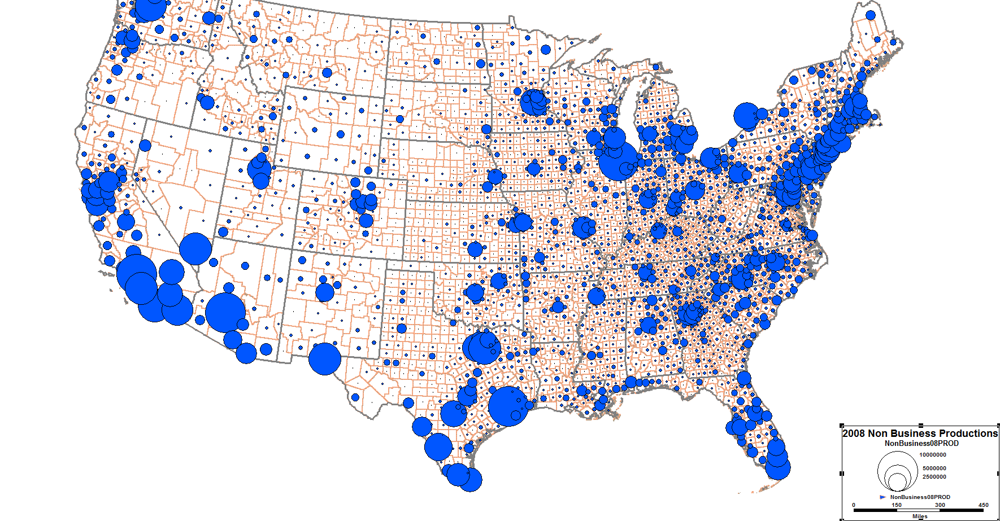 2008 Non Business Productions
NonBusiness08PROD
10000000
5000000
2500000
NonBusiness08PROD
0 150 300 450
Miles